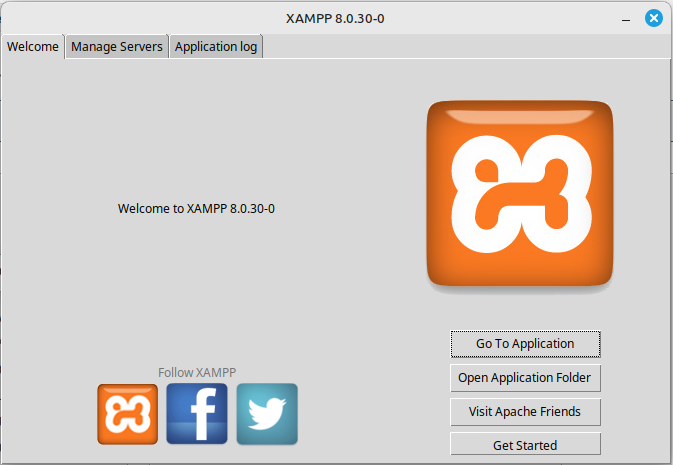 XAMPP 8.0.30-0
Welcome
Manage Servers
Application log
Welcome to XAMPP 8.0.30-0
Go To Application
Open Application Folder
Visit Apache Friends
Get Started
Follow XAMPP